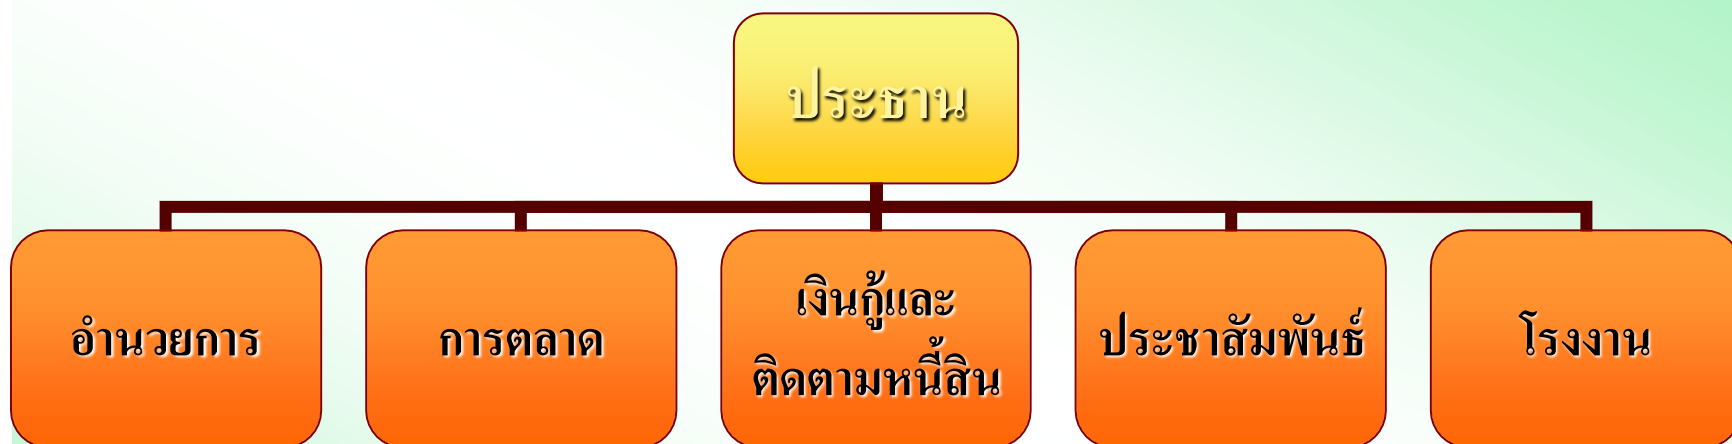 ประธาน
อำนวยการ
การตลาด
เงินกู้และ
ติดตามหนี้สิน
ประชาสัมพันธ์
โรงงาน